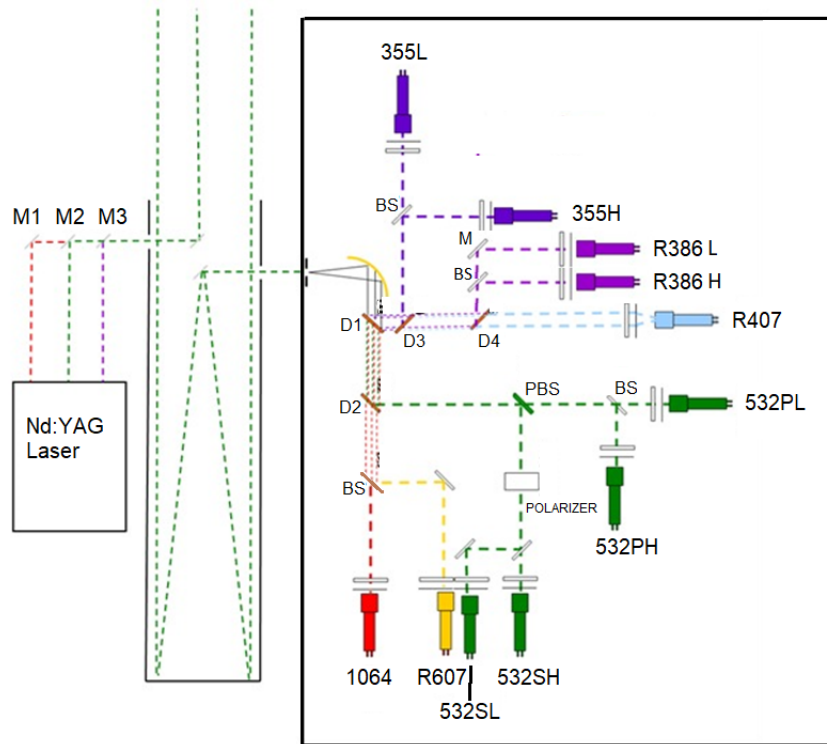 355L
BS
355H
M1 M2 M3
M
R386 L
BS
R386 H
D1
D3
D4
R407
Nd:YAG
Laser
D2
PBS
BS
532PL
BS
POLARIZER
532PH
1064
R607
532SH
532SL